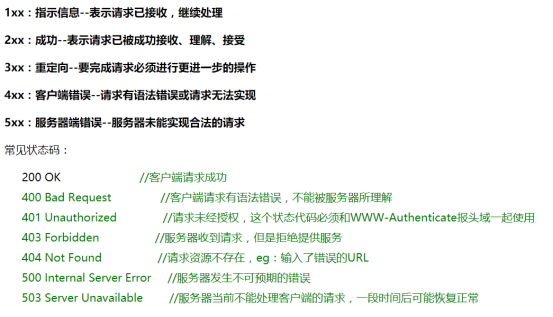 1xx：指示信息--表示请求已接收，继续处理
2xx：成功--表示请求已被成功接收、理解、接受
3xx：重定向--要完成请求必须进行更进一步的操作
4xx：客户端错误--请求有语法错误或请求无法实现
5xx：服务器端错误--服务器未能实现合法的请求
常见状态码：
200 OK //客户端请求成功
400 Bad Request //客户端请求有语法错误，不能被服务器所理解
401 Unauthorized //请求未经授权，这个状态代码必须和WWW-Authenticate报头域一起使用
403 Forbidden //服务器收到请求，但是拒绝提供服务
404 Not Found //请求资源不存在，eg：输入了错误的URL
500 Internal Server Error //服务器发生不可预期的错误
503 Server Unavailable //服务器当前不能处理客户端的请求，一段时间后可能恢复正常